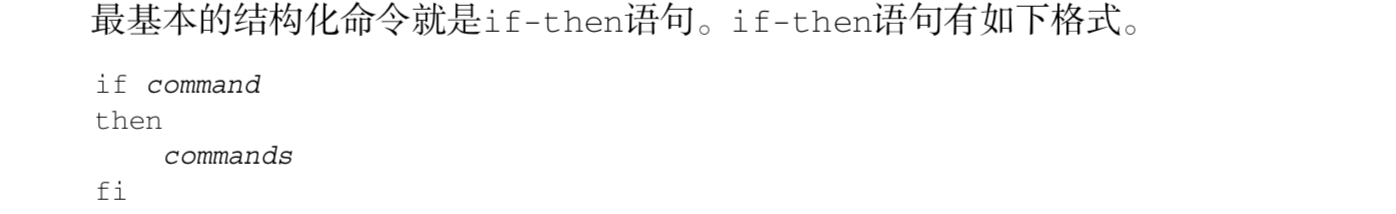 最基本的结构化命令就是if-then语句。if-then语句有如下格式。
if command
then
    commands
fi